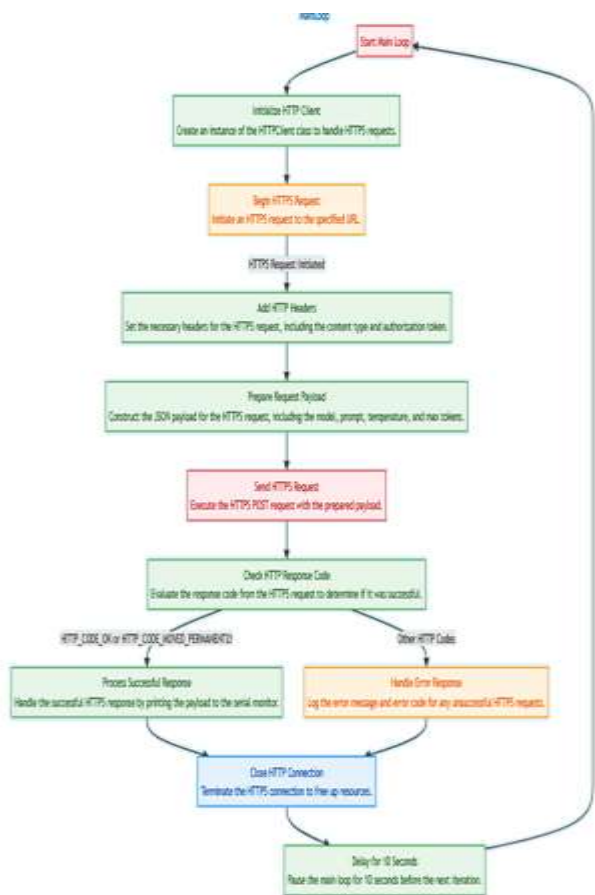 MainLoop
Start Main Loop
Initialize HTTP Client
Create an instance of the HTTPClient class to handle HTTPS requests.
Begin HTTPS Request
Initiate an HTTPS request to the specified URL.
HTTPS Request Initiated
Add HTTP Headers
Set the necessary headers for the HTTPS request, including the content type and authorization token.
Prepare Request Payload
Construct the JSON payload for the HTTPS request, including the model, prompt, temperature, and max tokens.
Send HTTPS Request
Execute the HTTPS POST request with the prepared payload.
Check HTTP Response Code
Evaluate the response code from the HTTPS request to determine if it was successful.
HTTP_CODE_OK or HTTP_CODE_MOVED_PERMANENTLY
Other HTTP Codes
Process Successful Response
Handle the successful HTTPS response by printing the payload to the serial monitor.
Handle Error Response
Log the error message and error code for any unsuccessful HTTPS requests.
Close HTTP Connection
Terminate the HTTPS connection to free up resources.
Delay for 10 Seconds
Pause the main loop for 10 seconds before the next iteration.